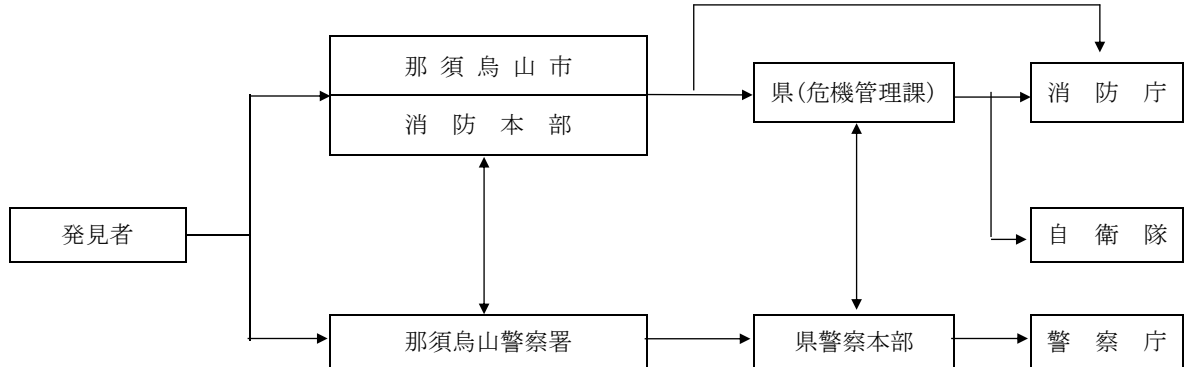 那須烏山市
消防本部
県(危機管理課)
消防庁
発見者
自衛隊
那須烏山警察署
県警察本部
警察庁